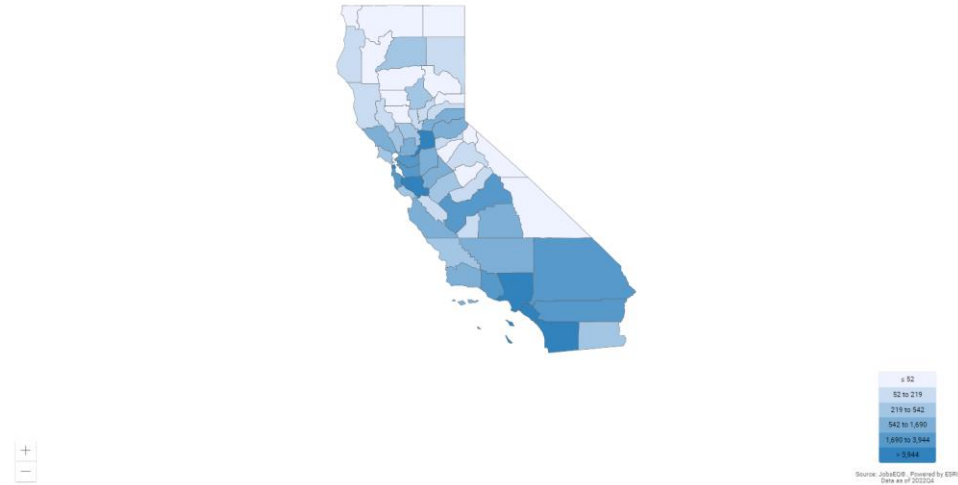 ≤ 52
52 to 219
219 to 542
542 to 1,690
1,690 to 3,944
> 3,944
+
−
Source: JobsEQ®, Powered by ESRI
Data as of 2022Q4